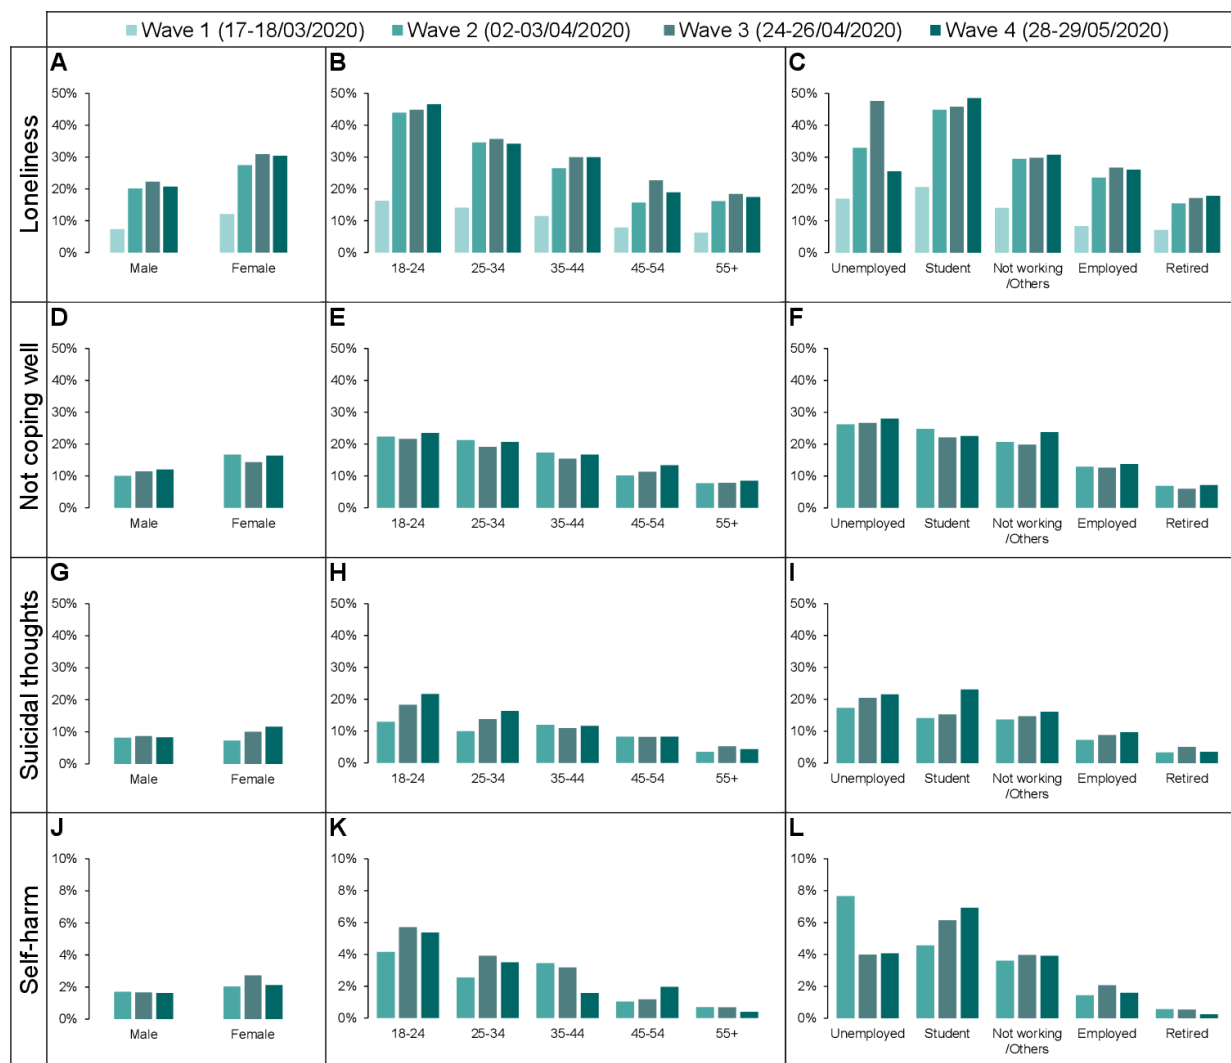 Wave 1 (17-18/03/2020) Wave 2 (02-03/04/2020) Wave 3 (24-26/04/2020) Wave 4 (28-29/05/2020)
Loneliness
A
50%
40%
30%
20%
10%
0%
Male Female
B
50%
40%
30%
20%
10%
0%
18-24 25-34 35-44 45-54 55+
C
50%
40%
30%
20%
10%
0%
Unemployed Student Not working Employed Retired
/Others
Not coping well
D
50%
40%
30%
20%
10%
0%
Male Female
E
50%
40%
30%
20%
10%
0%
18-24 25-34 35-44 45-54 55+
F
50%
40%
30%
20%
10%
0%
Unemployed Student Not working Employed Retired
/Others
Suicidal thoughts
G
50%
40%
30%
20%
10%
0%
Male Female
H
50%
40%
30%
20%
10%
0%
18-24 25-34 35-44 45-54 55+
I
50%
40%
30%
20%
10%
0%
Unemployed Student Not working Employed Retired
/Others
Self-harm
J
10%
8%
6%
4%
2%
0%
Male Female
K
10%
8%
6%
4%
2%
0%
18-24 25-34 35-44 45-54 55+
L
10%
8%
6%
4%
2%
0%
Unemployed Student Not working Employed Retired
/Others